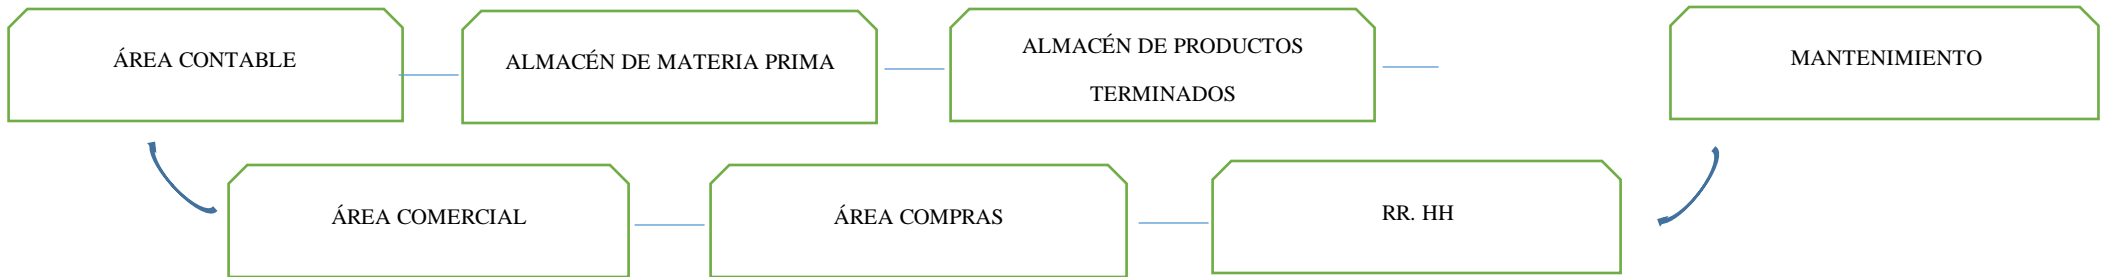 ÁREA CONTABLE
ALMACÉN DE MATERIA PRIMA
ALMACÉN DE PRODUCTOS
TERMINADOS
MANTENIMIENTO
ÁREA COMERCIAL
ÁREA COMPRAS
RR. HH